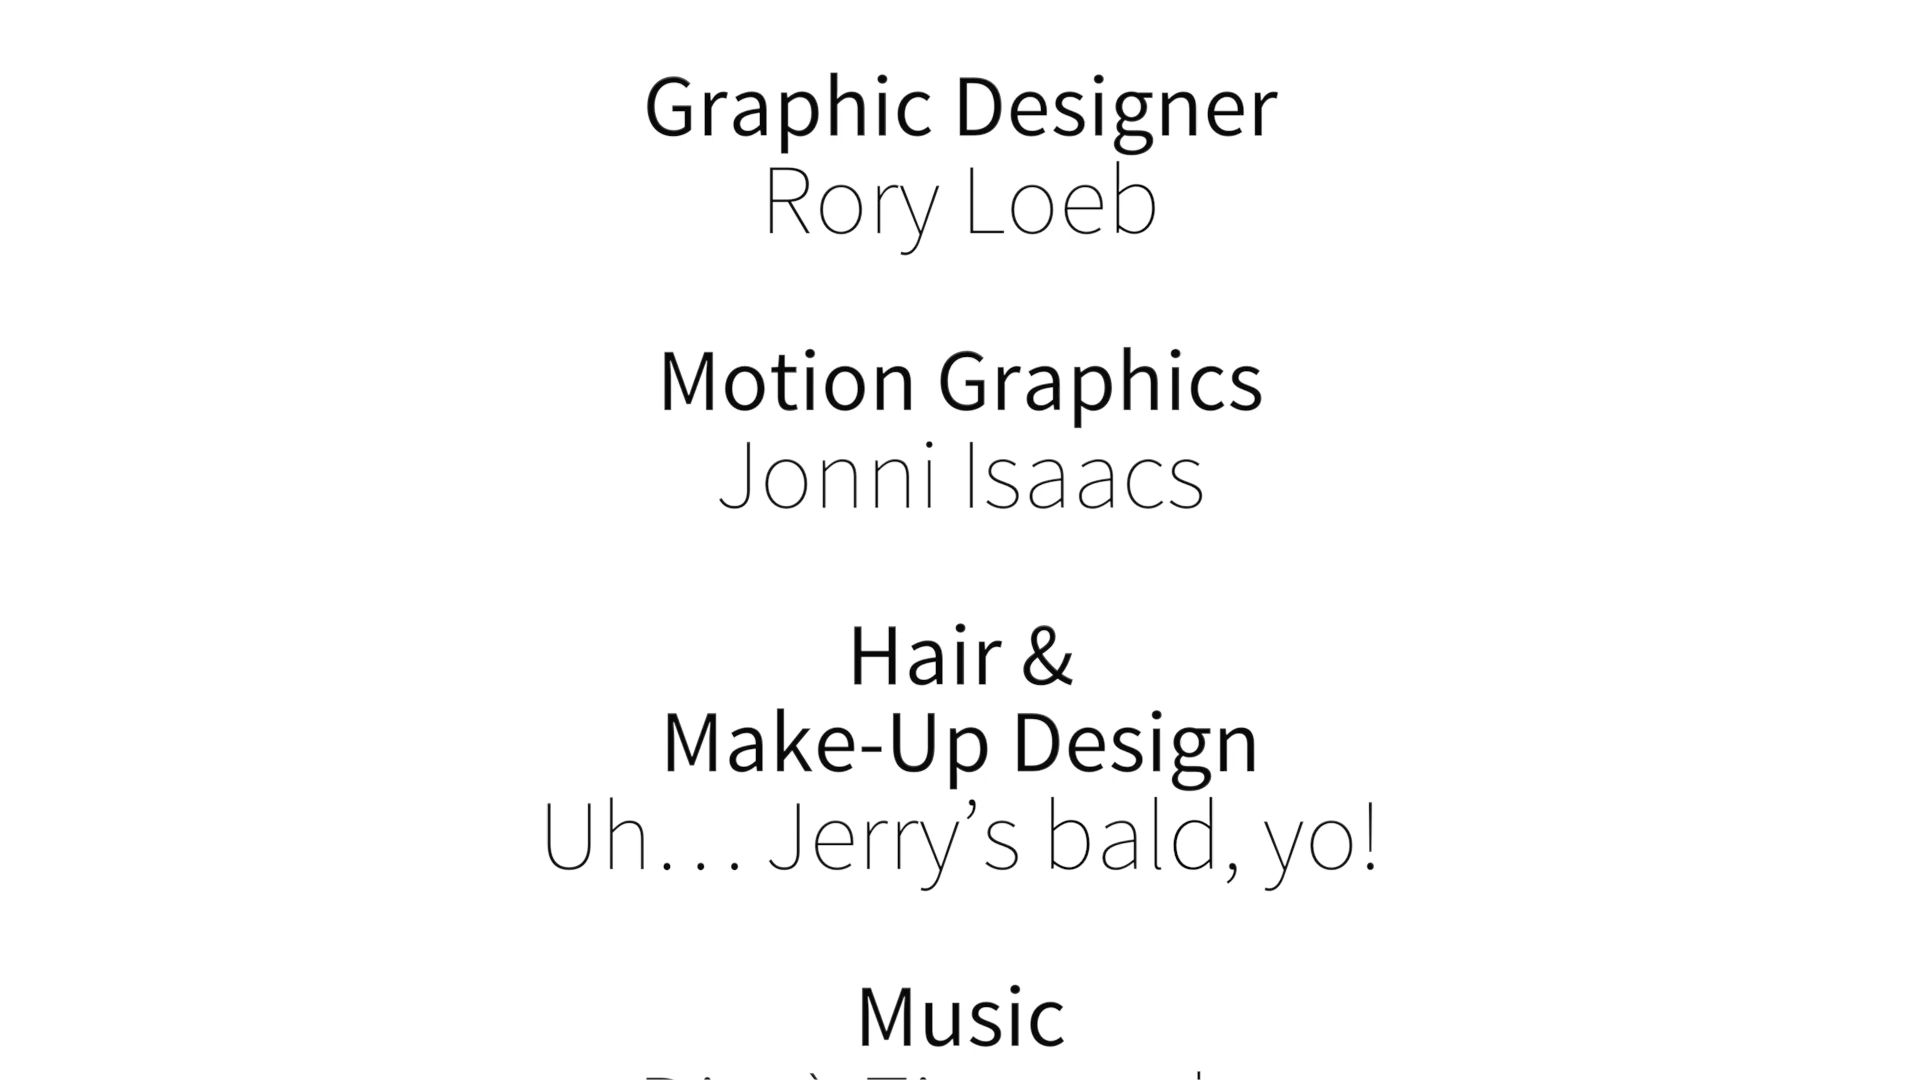 Graphic Designer
Rory Loeb
Motion Graphics
Jonni Isaacs
Hair &
Make-Up Design
Uh… Jerry’s bald, yo!
Music